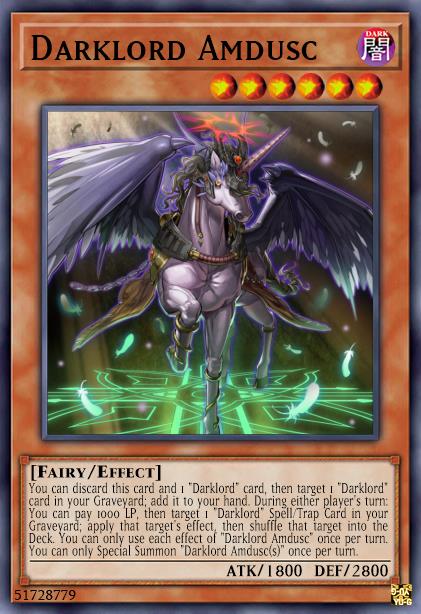 Darklord Amdusc
DARK
闇
[Fairy/Effect]
You can discard this card and 1 "Darklord" card, then target 1 "Darklord"
card in your Graveyard; add it to your hand. During either player's turn:
You can pay 1000 LP, then target 1 "Darklord" Spell/Trap Card in your
Graveyard; apply that target's effect, then shuffle that target into the
Deck. You can only use each effect of "Darklord Amdusc" once per turn.
You can only Special Summon "Darklord Amdusc(s)" once per turn.
ATK/1800 DEF/2800
51728779